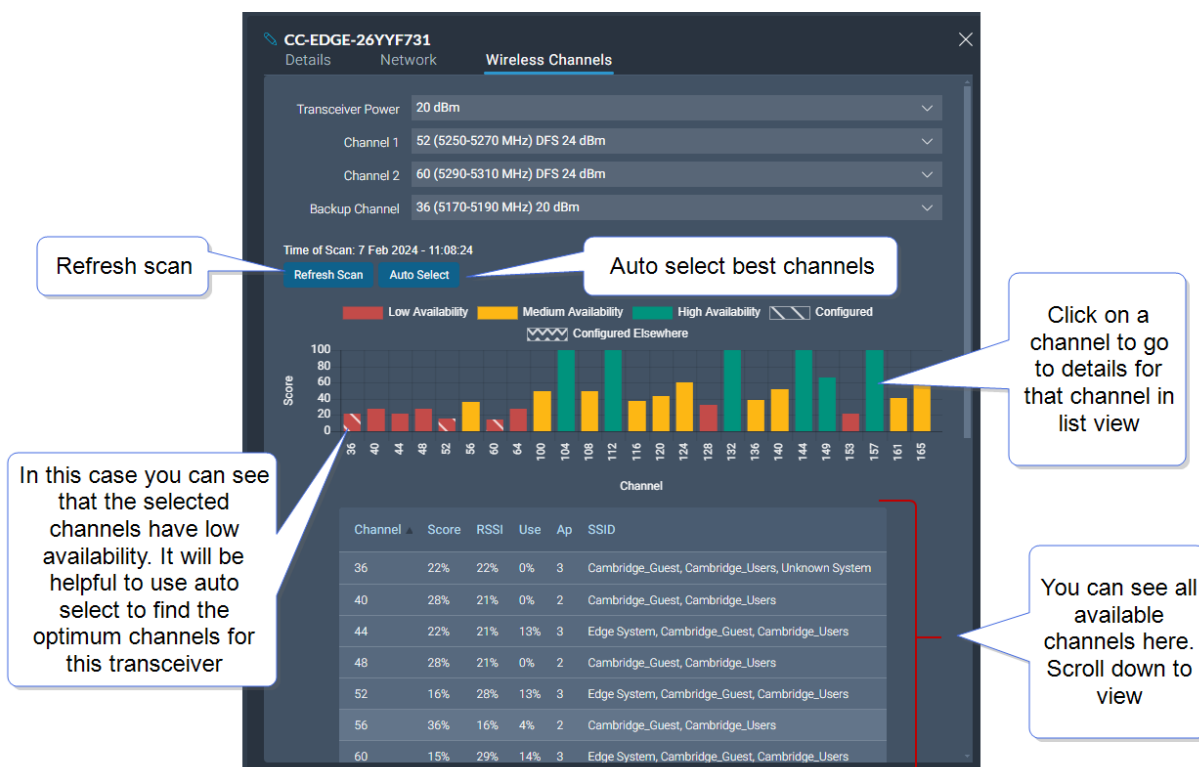 CC-EDGE-26YYF731
Details Network Wireless Channels
Transceiver Power 20 dBm
Channel 1 52 (5250-5270 MHz) DFS 24 dBm
Channel 2 60 (5290-5310 MHz) DFS 24 dBm
Backup Channel 36 (5170-5190 MHz) 20 dBm
Time of Scan: 7 Feb 2024 - 11:08:24
Refresh Scan Auto Select
Refresh scan
Auto select best channels
Low Availability Medium Availability High Availability Configured
Configured Elsewhere
Score
100
80
60
40
20
0
36 40 44 48 52 56 60 64 100 104 108 112 116 120 124 128 132 136 140 144 149 153 157 161 165
Channel
Click on a
channel to go
to details for
that channel in
list view
In this case you can see
that the selected
channels have low
availability. It will be
helpful to use auto
select to find the
optimum channels for
this transceiver
Channel Score RSSI Use Ap SSID
36 22% 22% 0% 3 Cambridge_Guest, Cambridge_Users, Unknown System
40 28% 21% 0% 2 Cambridge_Guest, Cambridge_Users
44 22% 21% 13% 3 Edge System, Cambridge_Guest, Cambridge_Users
48 28% 21% 0% 2 Cambridge_Guest, Cambridge_Users
52 16% 28% 13% 3 Edge System, Cambridge_Guest, Cambridge_Users
56 36% 16% 4% 2 Cambridge_Guest, Cambridge_Users
60 15% 29% 14% 3 Edge System, Cambridge_Guest, Cambridge_Users
You can see all
available
channels here.
Scroll down to
view